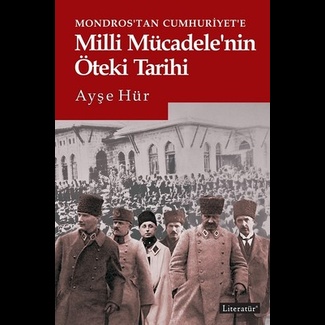 MONDROS'TAN CUMHURİYET'E
Milli Mücadele'nin
Öteki Tarihi
Ayşe Hür
Literatür